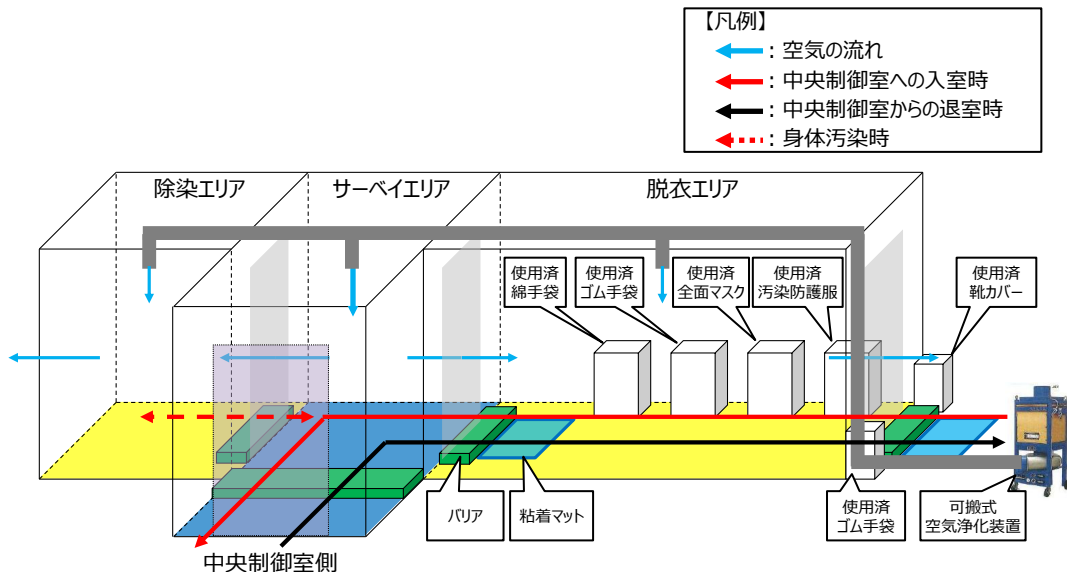 【凡例】
: 空気の流れ
: 中央制御室への入室時
: 中央制御室からの退室時
: 身体汚染時
除染エリア
サーベイエリア
脱衣エリア
使用済
綿手袋
使用済
ゴム手袋
使用済
全面マスク
使用済
汚染防護服
使用済
靴カバー
バリア
粘着マット
使用済
ゴム手袋
可搬式
空気浄化装置
中央制御室側